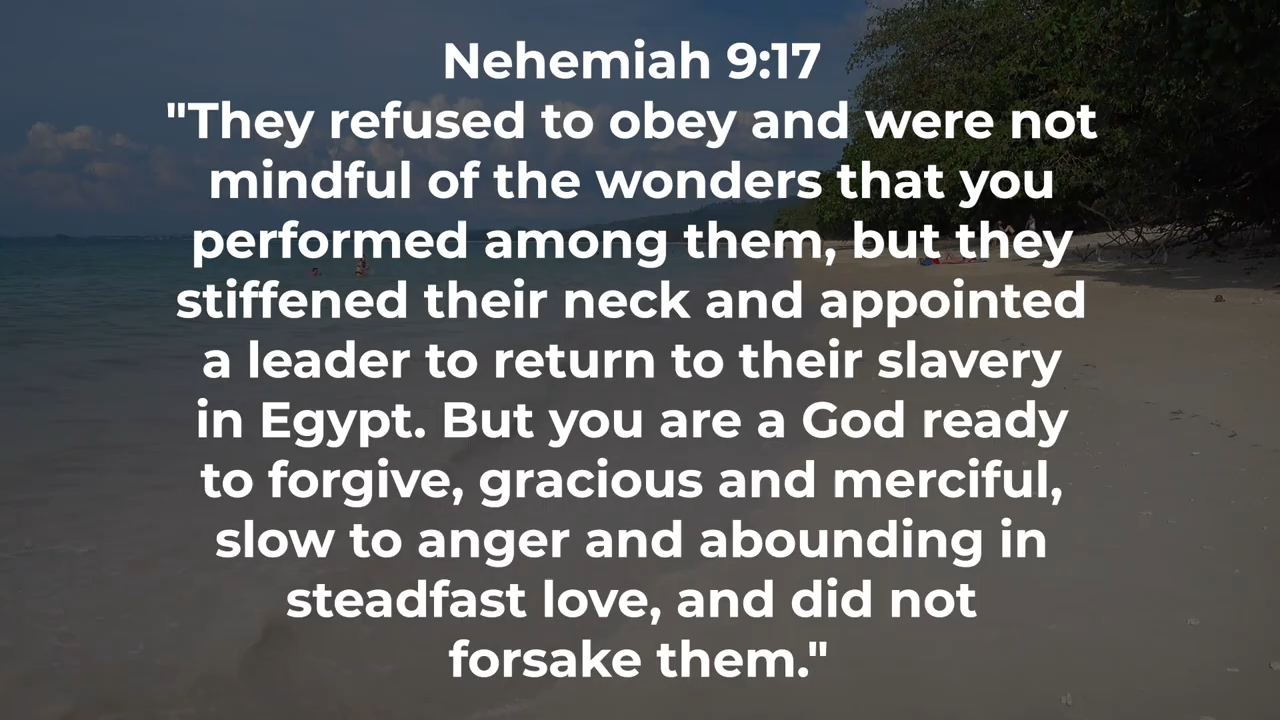 Nehemiah 9:17
"They refused to obey and were not
mindful of the wonders that you
performed among them, but they
stiffened their neck and appointed
a leader to return to their slavery
in Egypt. But you are a God ready
to forgive, gracious and merciful,
slow to anger and abounding in
steadfast love, and did not
forsake them."